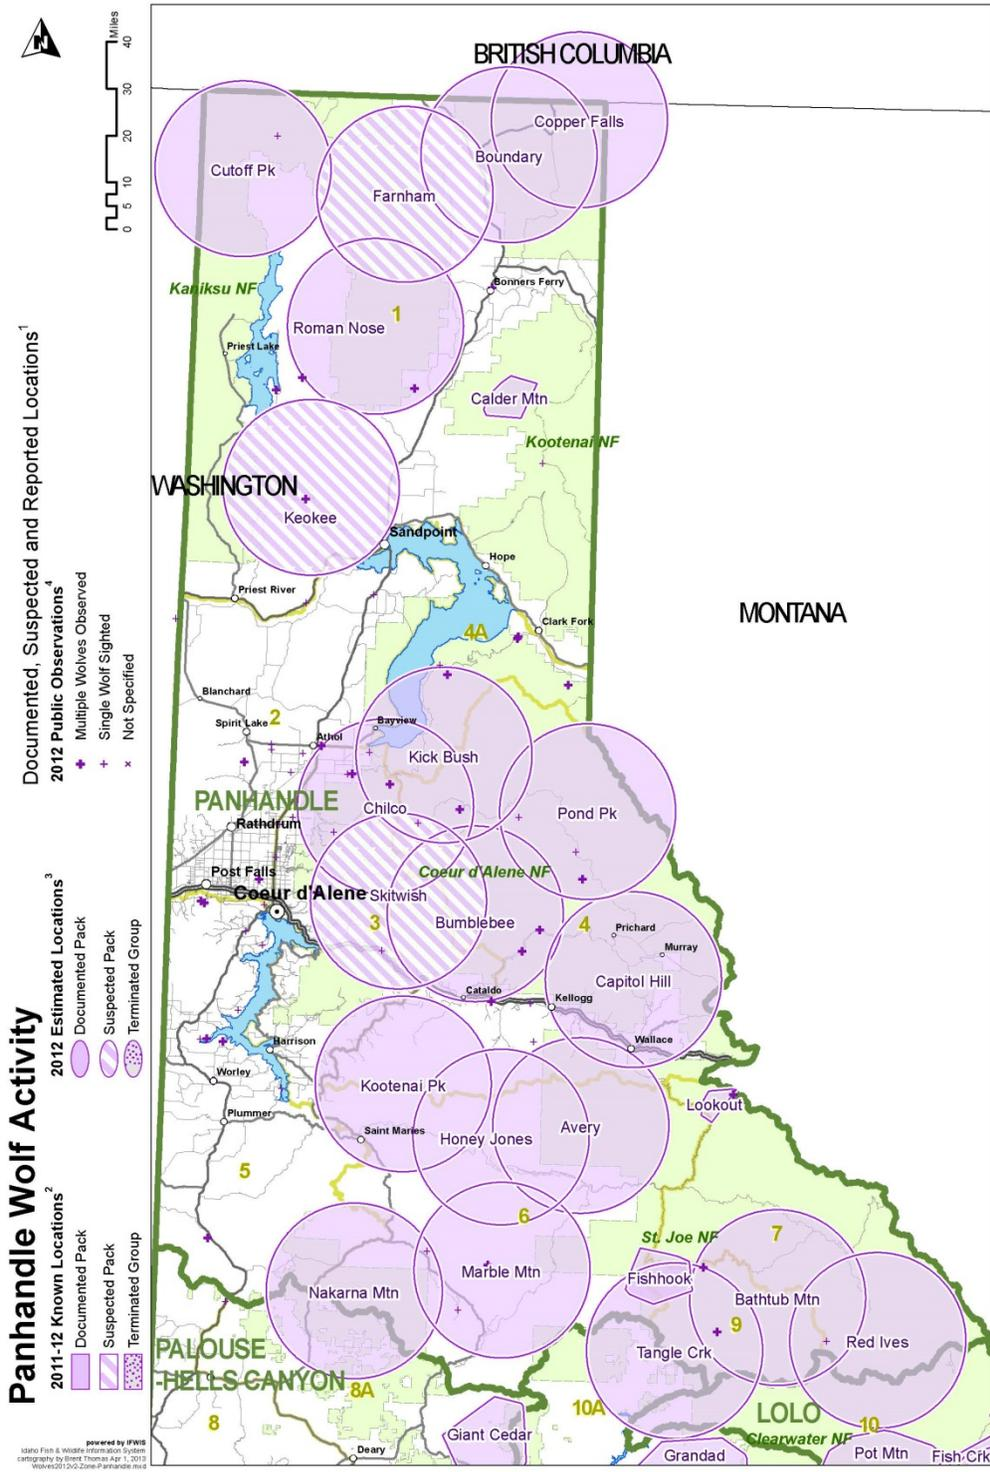 Panhandle Wolf Activity
Documented, Suspected and Reported Locations¹
2011-12 Known Locations²
Documented Pack
Suspected Pack
Terminated Group
2012 Estimated Locations³
Documented Pack
Suspected Pack
Terminated Group
2012 Public Observations⁴
Multiple Wolves Observed
Single Wolf Sighted
Not Specified
0 5 10 20 30 40
Miles
N
BRITISH COLUMBIA
Copper Falls
Boundary
Cutoff Pk
Farnham
Bonners Ferry
Kaniksu NF
1
Roman Nose
Priest Lake
Calder Mtn
Kootenai NF
WASHINGTON
Keokee
Sandpoint
Hope
Priest River
MONTANA
Clark Fork
4A
Blanchard
2
Spirit Lake
Bayview
Athol
Kick Bush
PANHANDLE
Chilco
Pond Pk
Rathdrum
Post Falls
Coeur d'Alene NF
Coeur d'Alene
Skitwish
3
Bumblebee
4
Prichard
Murray
Capitol Hill
Cataldo
Kellogg
Harrison
Wallace
Worley
Kootenai Pk
Lookout
Plummer
Avery
Saint Maries
Honey Jones
5
6
7
St. Joe NF
Marble Mtn
Fishhook
Nakarna Mtn
Bathtub Mtn
9
Red Ives
PALOUSE
-HELLS CANYON
Tangle Crk
8A
10A
LOLO
8
10
Giant Cedar
Clearwater NF
Deary
Grandad
Pot Mtn
Fish Crk
powered by IFWIS
Idaho Fish & Wildlife Information System
cartography by Brent Thomas Apr 1, 2013
Wolves2012v2-Zone-Panhandle.mxd